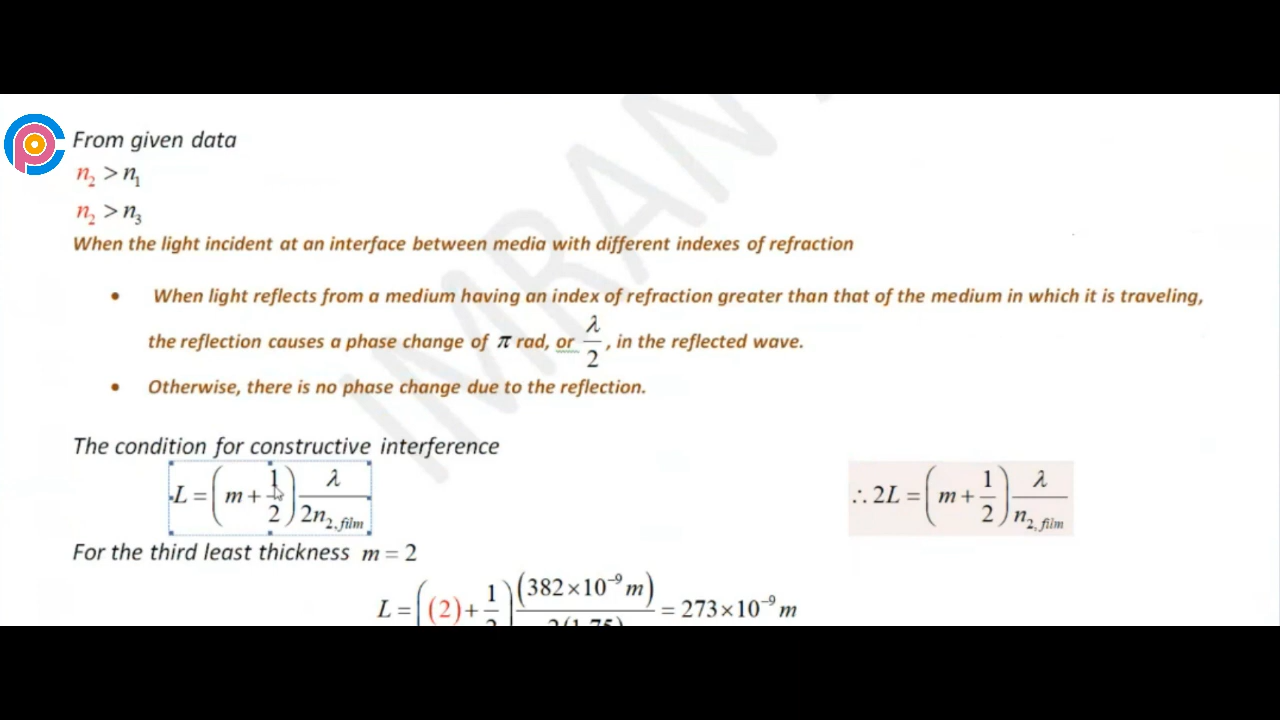 From given data
n₂ > n₁
n₂ > n₃
When the light incident at an interface between media with different indexes of refraction
• When light reflects from a medium having an index of refraction greater than that of the medium in which it is traveling,
the reflection causes a phase change of π rad, or λ/2, in the reflected wave.
• Otherwise, there is no phase change due to the reflection.
The condition for constructive interference
L = (m + 1/2) λ/2n₂,film
∴ 2L = (m + 1/2) λ/n₂,film
For the third least thickness m = 2
L = ((2) + 1/2) (382×10⁻⁹ m)/2(1.75) = 273×10⁻⁹ m
IMRAN